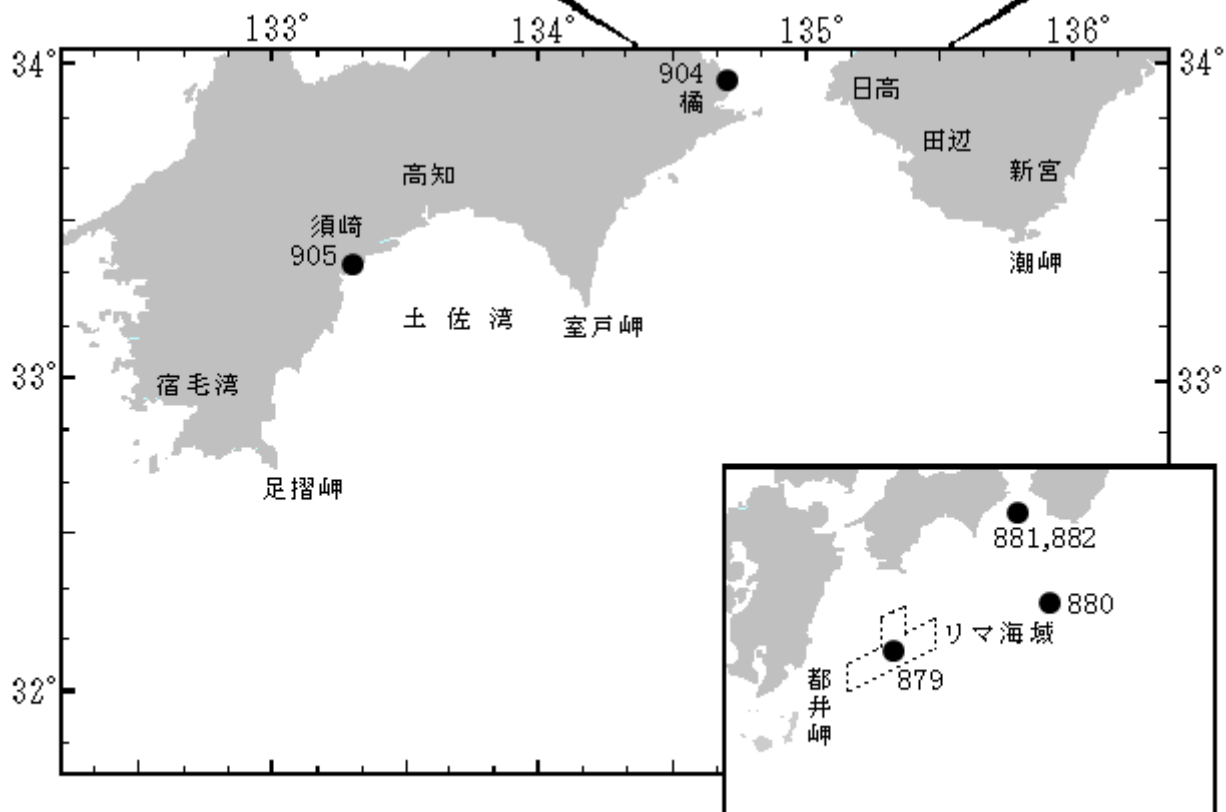 133° 134° 135° 136°
34° 34°
904
橘
日高
田辺
高知
新宮
須崎
905
潮岬
土佐湾
室戸岬
33° 33°
宿毛湾
足摺岬
881,882
880
リマ海域
879
都井岬
32°